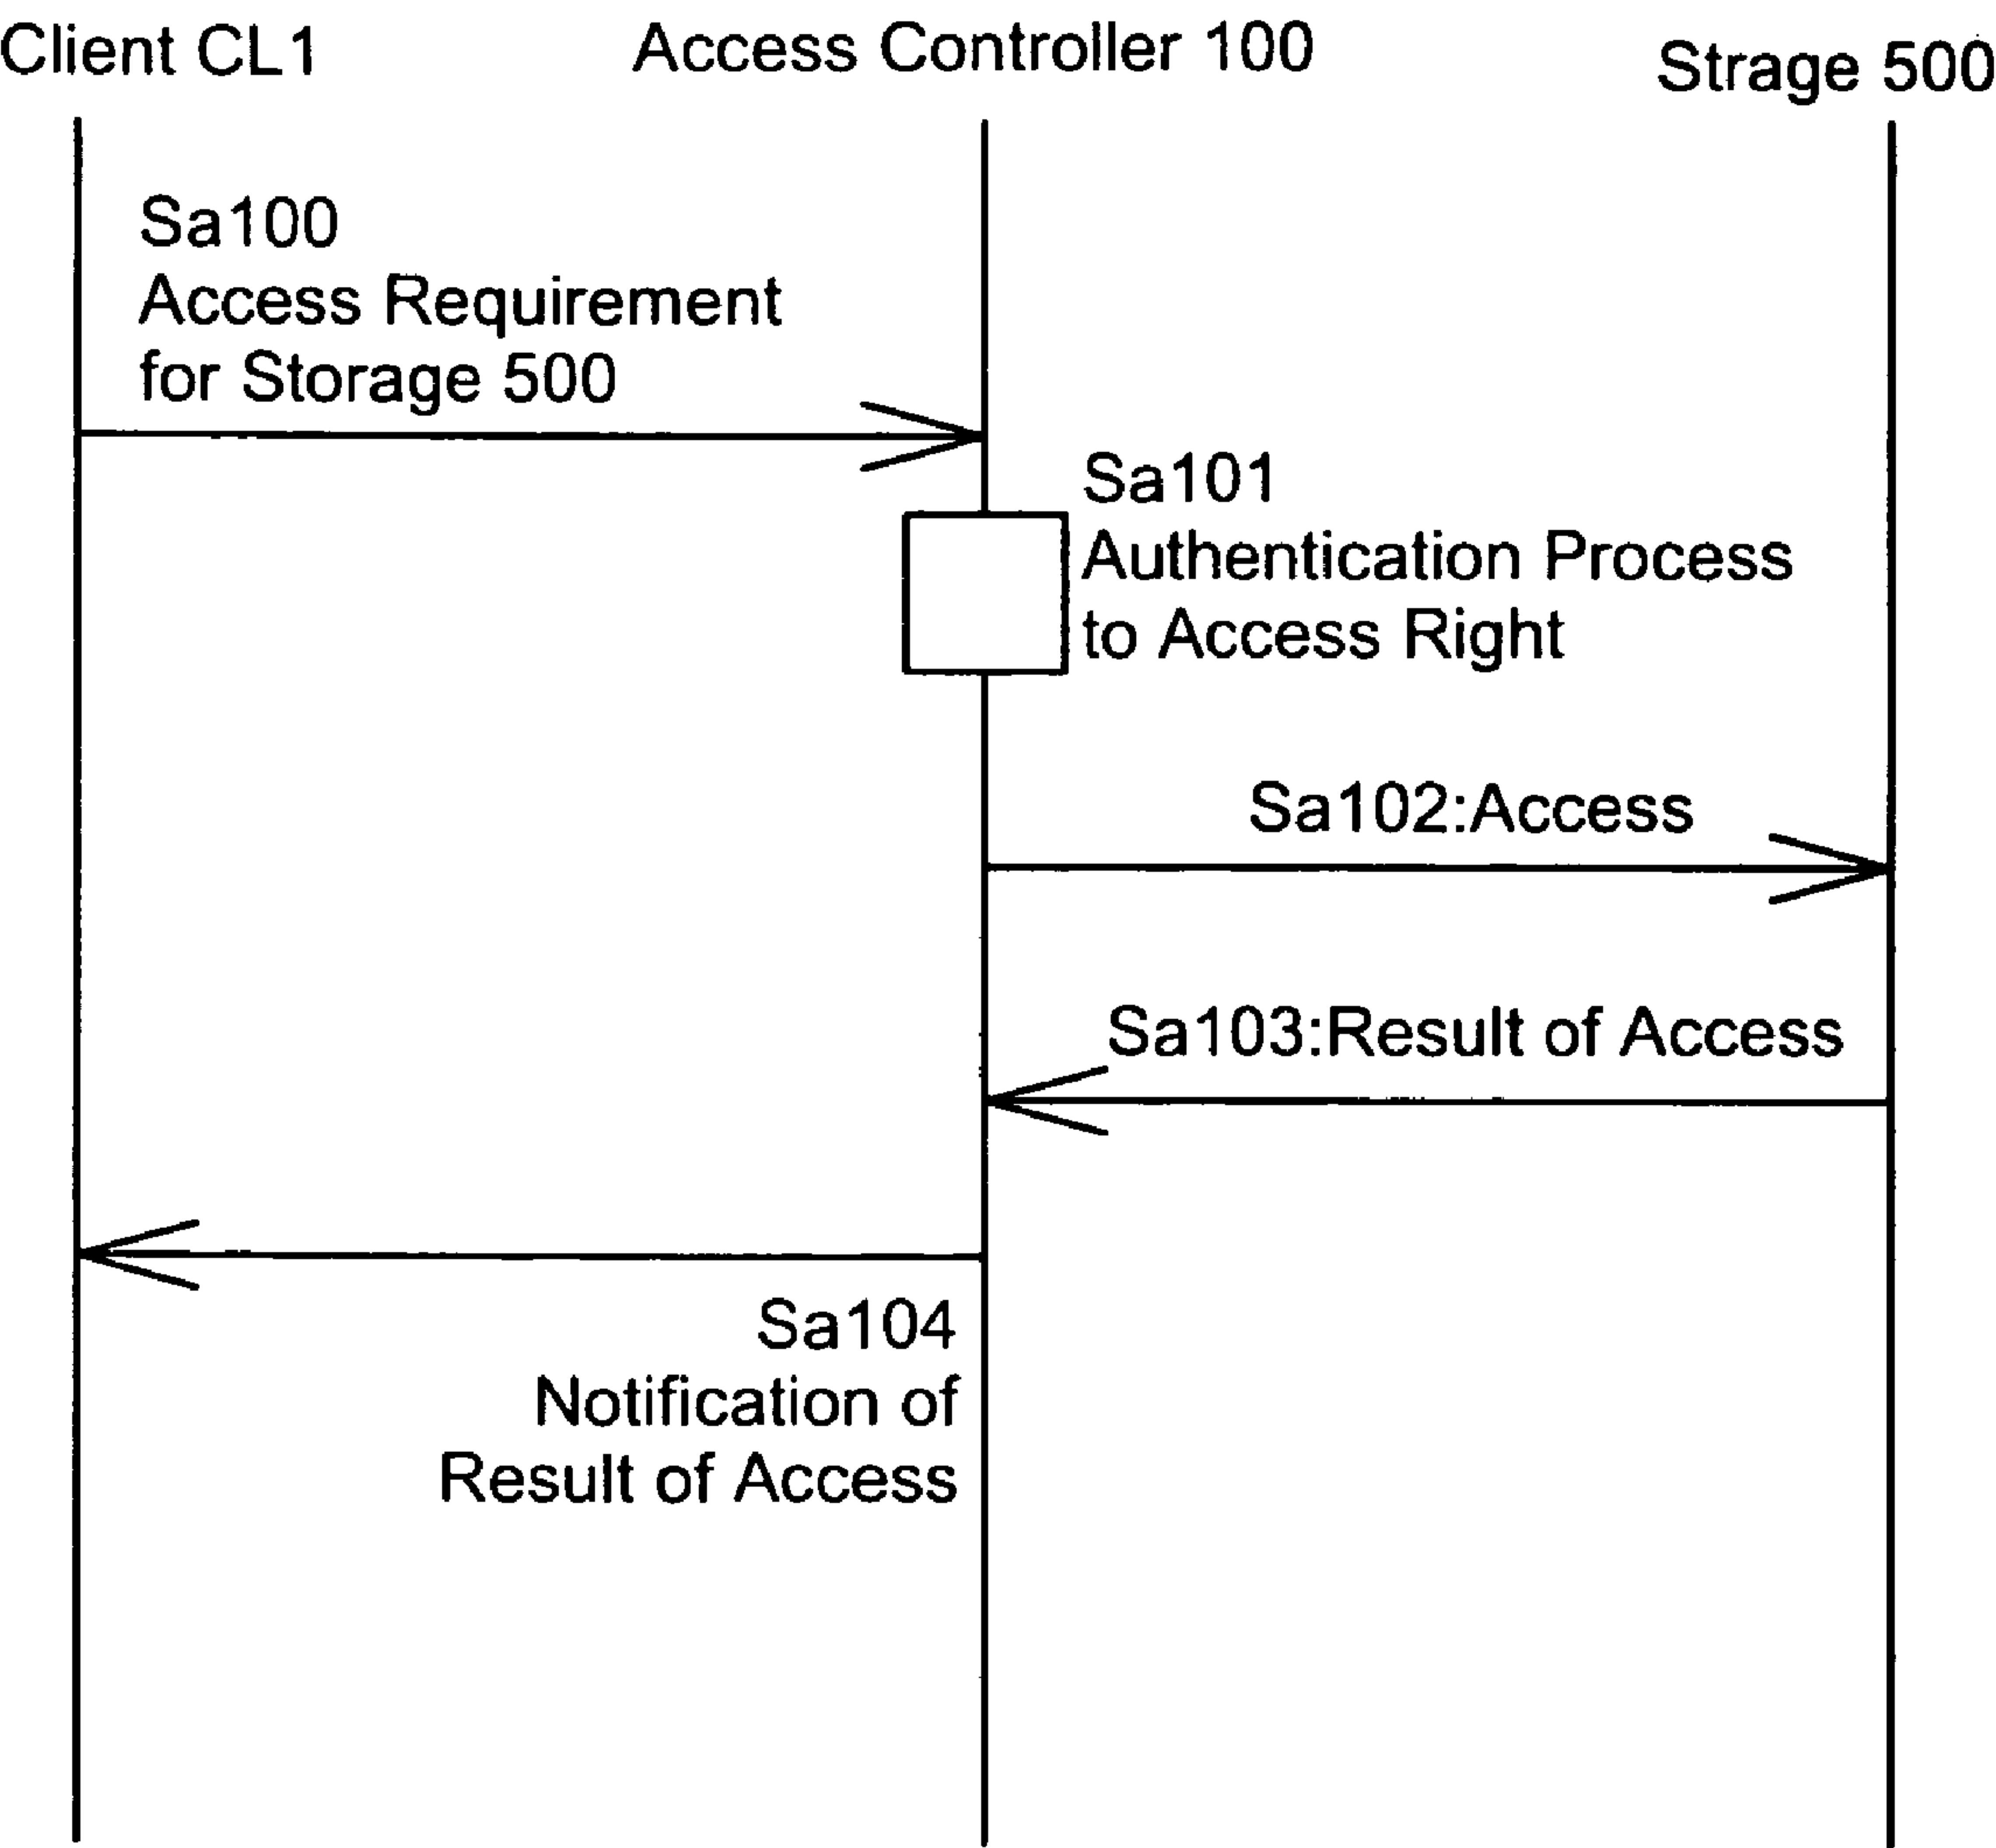 Client CL1
Access Controller 100
Strage 500
Sa100
Access Requirement
for Storage 500
Sa101
Authentication Process
to Access Right
Sa102:Access
Sa103:Result of Access
Sa104
Notification of
Result of Access